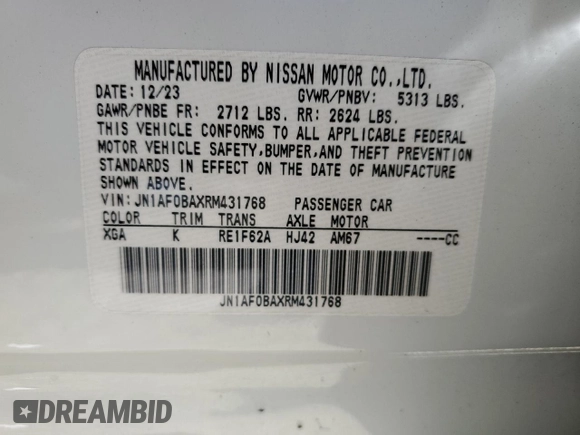 MANUFACTURED BY NISSAN MOTOR CO.,LTD.
DATE: 12/23 GVWR/PNBV: 5313 LBS.
GAWR/PNBE FR: 2712 LBS. RR: 2624 LBS.
THIS VEHICLE CONFORMS TO ALL APPLICABLE FEDERAL
MOTOR VEHICLE SAFETY,BUMPER,AND THEFT PREVENTION
STANDARDS IN EFFECT ON THE DATE OF MANUFACTURE
SHOWN ABOVE.
VIN: JN1AF0BAXRM431768 PASSENGER CAR
COLOR TRIM TRANS AXLE MOTOR
XGA K RE1F62A HJ42 AM67 ----CC
JN1AF0BAXRM431768
DREAMBID